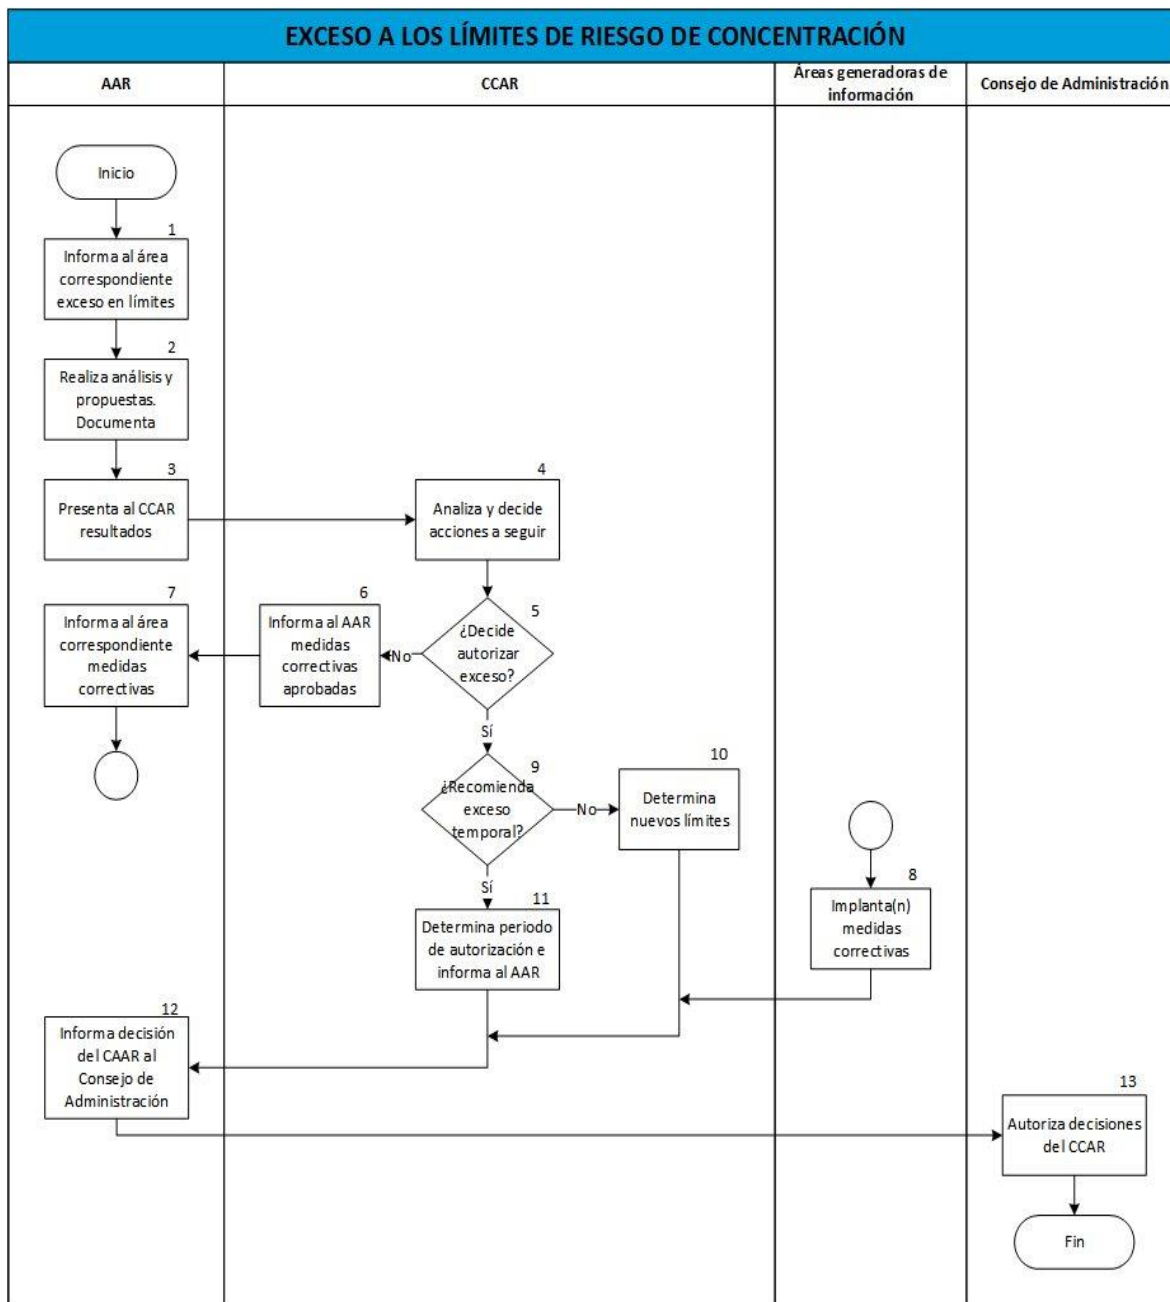 EXCESO A LOS LÍMITES DE RIESGO DE CONCENTRACIÓN
AAR
CCAR
Áreas generadoras de
información
Consejo de Administración
Inicio
1
Informa al área
correspondiente
exceso en límites
2
Realiza análisis y
propuestas.
Documenta
3
Presenta al CCAR
resultados
4
Analiza y decide
acciones a seguir
5
¿Decide
autorizar
exceso?
No
6
Informa al AAR
medidas
correctivas
aprobadas
7
Informa al área
correspondiente
medidas
correctivas
Sí
9
¿Recomienda
exceso
temporal?
No
10
Determina
nuevos límites
8
Implanta(n)
medidas
correctivas
Sí
11
Determina periodo
de autorización e
informa al AAR
12
Informa decisión
del CAAR al
Consejo de
Administración
13
Autoriza decisiones
del CCAR
Fin